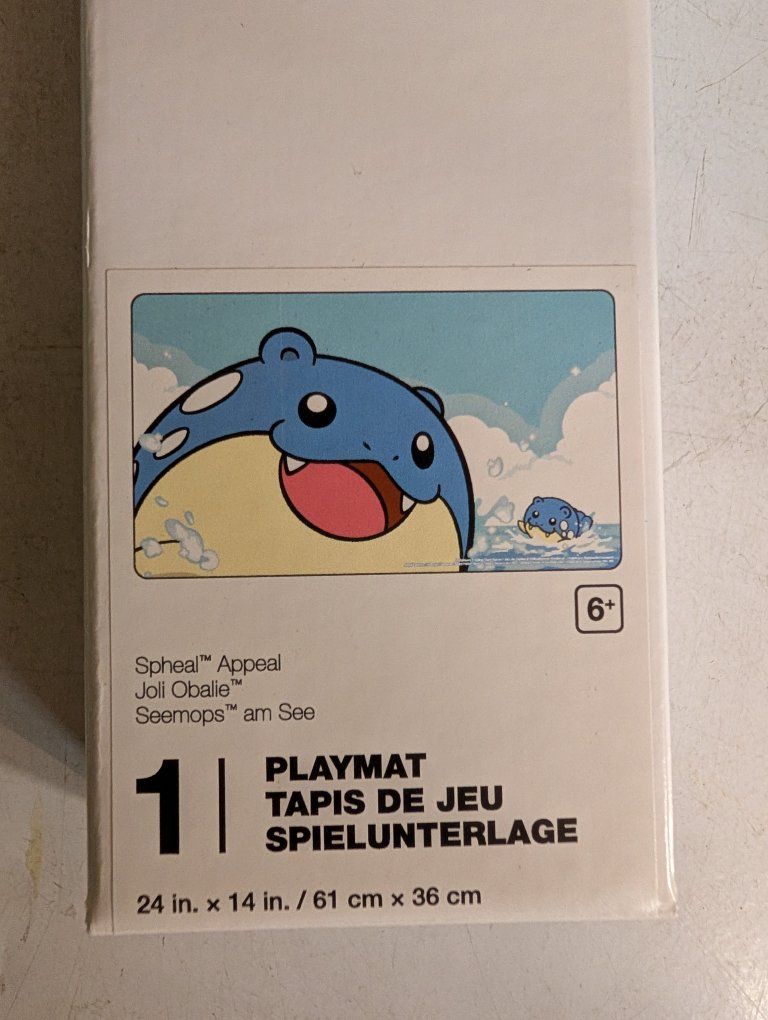 6+
Spheal™ Appeal
Joli Obalie™
Seemops™ am See
1
PLAYMAT
TAPIS DE JEU
SPIELUNTERLAGE
24 in. × 14 in. / 61 cm × 36 cm